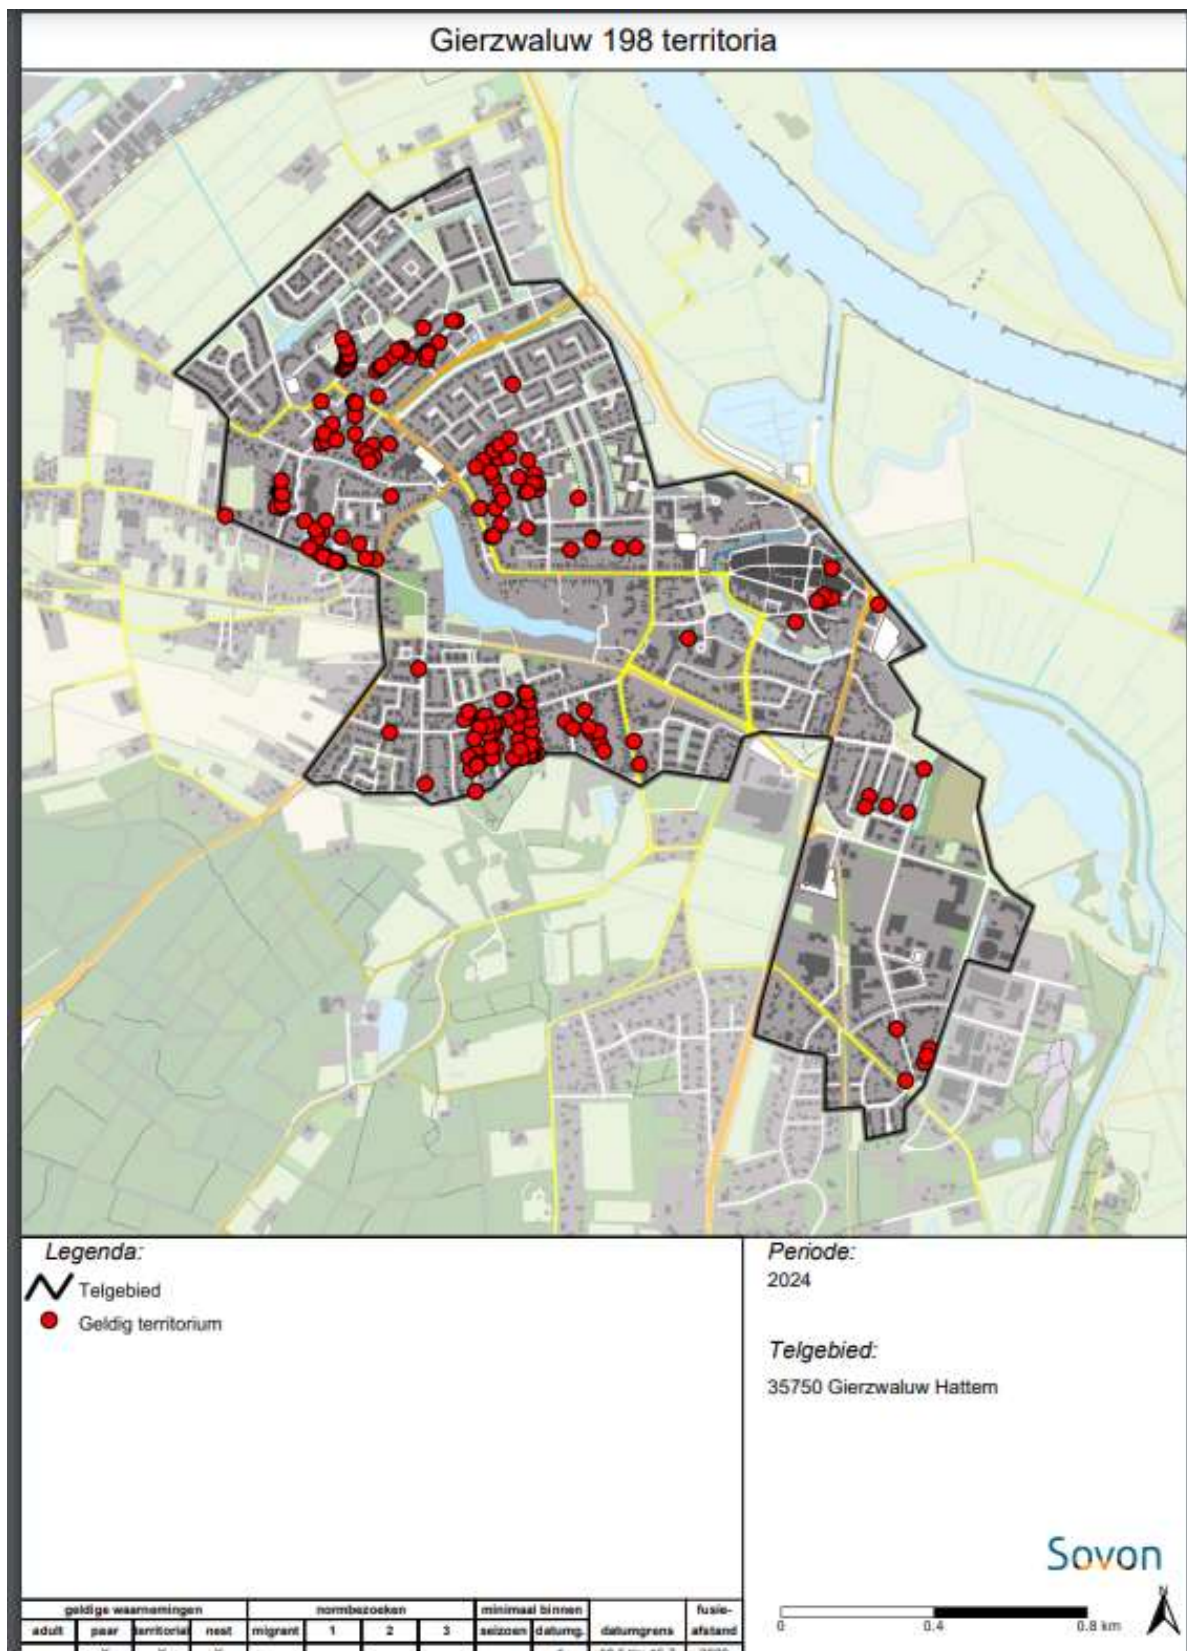 Gierzwaluw 198 territoria
Legenda:
Telgebied
Geldig territorium
Periode:
2024
Telgebied:
35750 Gierzwaluw Hattem
Sovon
N
0 0.4 0.8 km
geldige waarnemingen normbezoeken minimaal binnen fusie-
adult paar territorial nest migrant 1 2 3 seizoen datumg. datumgrens afstand